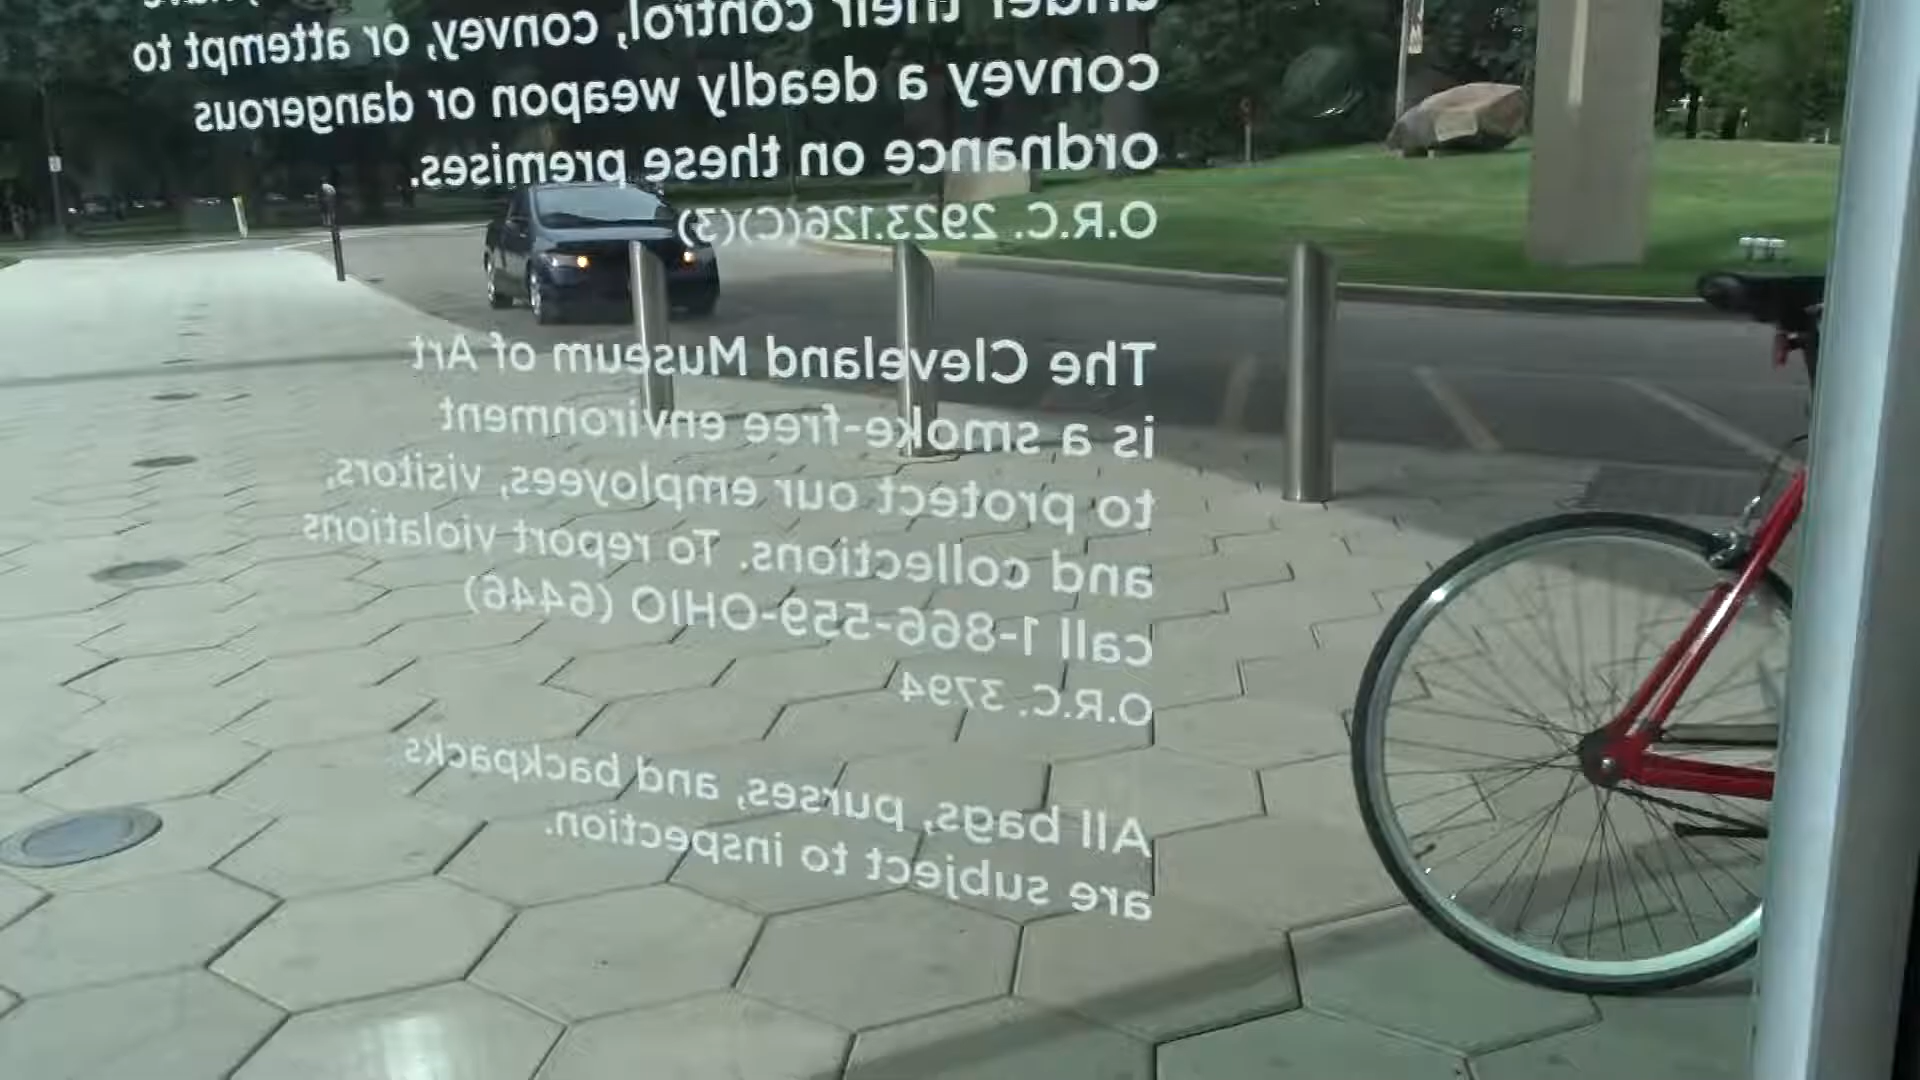 under their control, convey, or attempt to
convey a deadly weapon or dangerous
ordnance on these premises.
O.R.C. 2923.126(C)(3)
The Cleveland Museum of Art
is a smoke-free environment
to protect our employees, visitors,
and collections. To report violations
call 1-866-559-OHIO (6446)
O.R.C. 3794
All bags, purses, and backpacks
are subject to inspection.